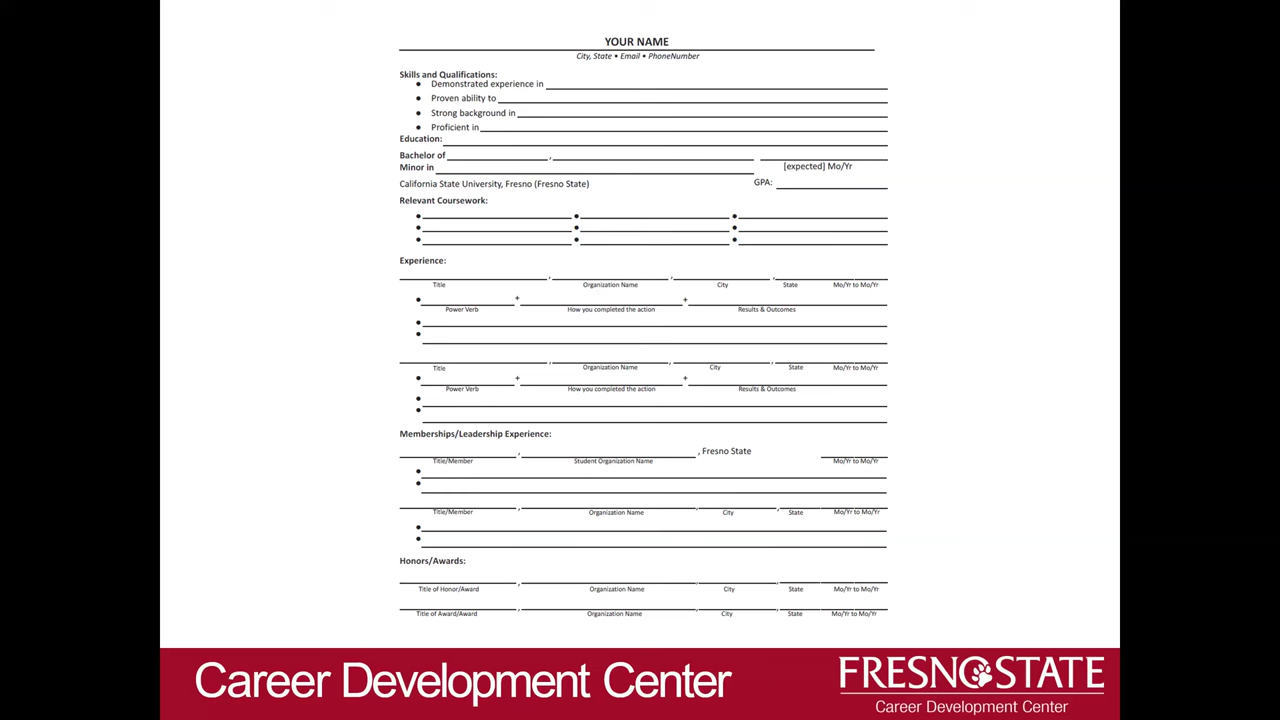 YOUR NAME
City, State • Email • PhoneNumber
Skills and Qualifications:
• Demonstrated experience in
• Proven ability to
• Strong background in
• Proficient in
Education:
Bachelor of ,
[expected] Mo/Yr
Minor in
California State University, Fresno (Fresno State) GPA:
Relevant Coursework:
• • •
• • •
• • •
Experience:
, , ,
Title Organization Name City State Mo/Yr to Mo/Yr
• + +
Power Verb How you completed the action Results & Outcomes
•
•
, , ,
Title Organization Name City State Mo/Yr to Mo/Yr
• + +
Power Verb How you completed the action Results & Outcomes
•
•
Memberships/Leadership Experience:
, , Fresno State
Title/Member Student Organization Name Mo/Yr to Mo/Yr
•
•
, , ,
Title/Member Organization Name City State Mo/Yr to Mo/Yr
•
•
Honors/Awards:
, , ,
Title of Honor/Award Organization Name City State Mo/Yr to Mo/Yr
, , ,
Title of Award/Award Organization Name City State Mo/Yr to Mo/Yr
Career Development Center
FRESNO STATE
Career Development Center